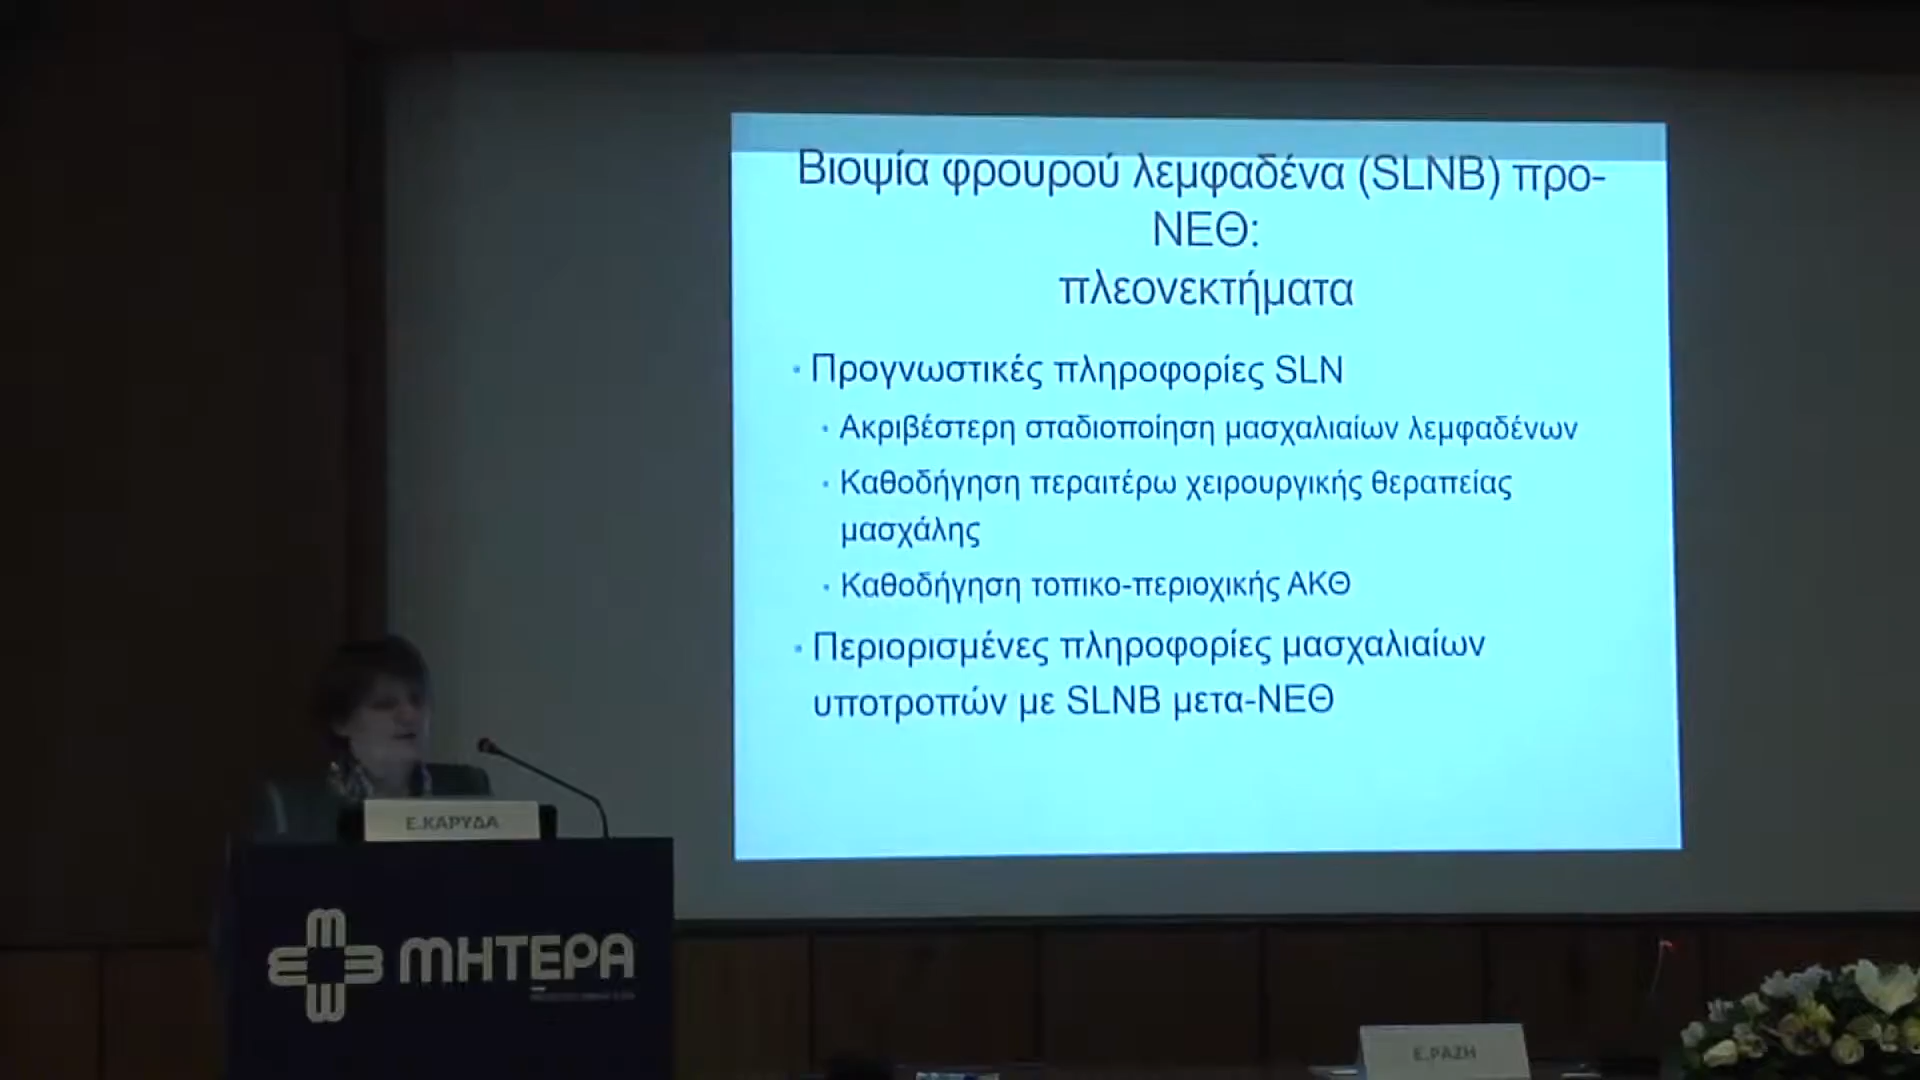 Βιοψία φρουρού λεμφαδένα (SLNB) προ-
ΝΕΘ:
πλεονεκτήματα
· Προγνωστικές πληροφορίες SLN
· Ακριβέστερη σταδιοποίηση μασχαλιαίων λεμφαδένων
· Καθοδήγηση περαιτέρω χειρουργικής θεραπείας
μασχάλης
· Καθοδήγηση τοπικο-περιοχικής ΑΚΘ
· Περιορισμένες πληροφορίες μασχαλιαίων
υποτροπών με SLNB μετα-ΝΕΘ
Ε.ΚΑΡΥΔΑ
ΜΗΤΕΡΑ
Ε.ΡΑΖΗ